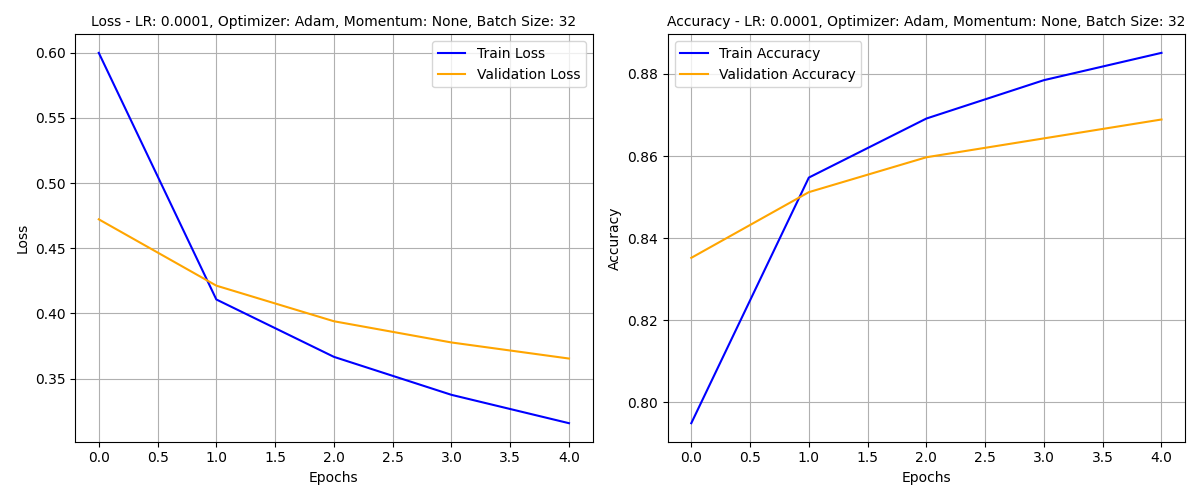 Loss - LR: 0.0001, Optimizer: Adam, Momentum: None, Batch Size: 32
Train Loss
Validation Loss
0.60
0.55
0.50
0.45
0.40
0.35
Loss
0.0 0.5 1.0 1.5 2.0 2.5 3.0 3.5 4.0
Epochs
Accuracy - LR: 0.0001, Optimizer: Adam, Momentum: None, Batch Size: 32
Train Accuracy
Validation Accuracy
0.88
0.86
0.84
0.82
0.80
Accuracy
0.0 0.5 1.0 1.5 2.0 2.5 3.0 3.5 4.0
Epochs